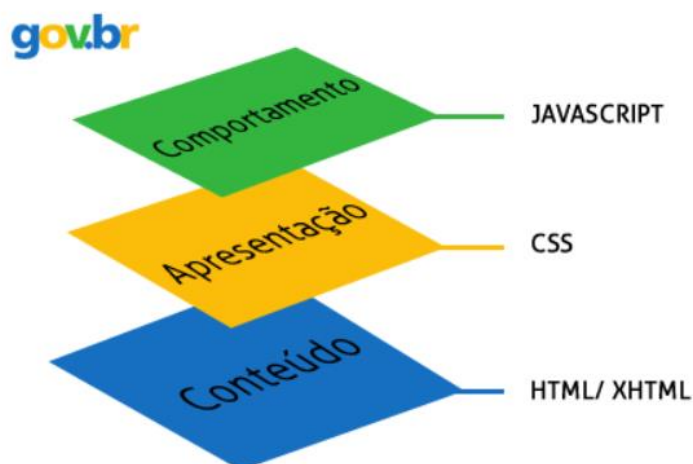 gov.br
Comportamento
JAVASCRIPT
Apresentação
CSS
Conteúdo
HTML/ XHTML